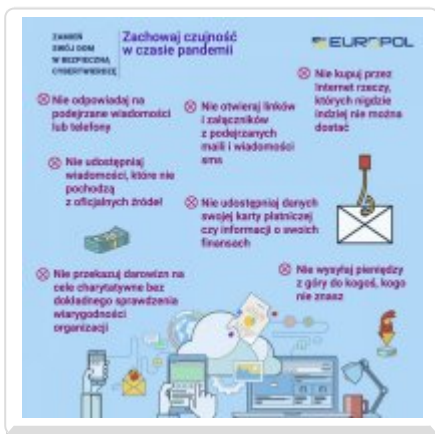 ZAMIEŃ
SWÓJ DOM
W BEZPIECZNĄ
CYBERTWIERDZĘ
Zachowaj czujność
w czasie pandemii
EUROPOL
Nie odpowiadaj na
podejrzane wiadomości
lub telefony
Nie otwieraj linków
i załączników
z podejrzanych
maili i wiadomości
sms
Nie kupuj przez
Internet rzeczy,
których nigdzie
indziej nie można
dostać
Nie udostępniaj
wiadomości, które nie
pochodzą
z oficjalnych źródeł
Nie udostępniaj danych
swojej karty płatniczej
czy informacji o swoich
finansach
Nie przekazuj darowizn na
cele charytatywne bez
dokładnego sprawdzenia
wiarygodności
organizacji
Nie wysyłaj pieniędzy
z góry do kogoś, kogo
nie znasz